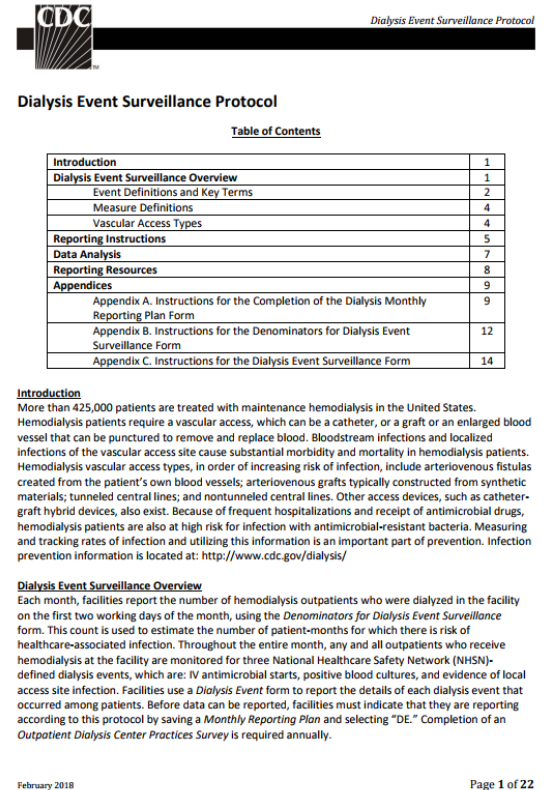 CDC
TM
Dialysis Event Surveillance Protocol
Dialysis Event Surveillance Protocol
Table of Contents
Introduction 1
Dialysis Event Surveillance Overview 1
Event Definitions and Key Terms 2
Measure Definitions 4
Vascular Access Types 4
Reporting Instructions 5
Data Analysis 7
Reporting Resources 8
Appendices 9
Appendix A. Instructions for the Completion of the Dialysis Monthly 9
Reporting Plan Form
Appendix B. Instructions for the Denominators for Dialysis Event 12
Surveillance Form
Appendix C. Instructions for the Dialysis Event Surveillance Form 14
Introduction
More than 425,000 patients are treated with maintenance hemodialysis in the United States.
Hemodialysis patients require a vascular access, which can be a catheter, or a graft or an enlarged blood
vessel that can be punctured to remove and replace blood. Bloodstream infections and localized
infections of the vascular access site cause substantial morbidity and mortality in hemodialysis patients.
Hemodialysis vascular access types, in order of increasing risk of infection, include arteriovenous fistulas
created from the patient's own blood vessels; arteriovenous grafts typically constructed from synthetic
materials; tunneled central lines; and nontunneled central lines. Other access devices, such as catheter-
graft hybrid devices, also exist. Because of frequent hospitalizations and receipt of antimicrobial drugs,
hemodialysis patients are also at high risk for infection with antimicrobial-resistant bacteria. Measuring
and tracking rates of infection and utilizing this information is an important part of prevention. Infection
prevention information is located at: http://www.cdc.gov/dialysis/
Dialysis Event Surveillance Overview
Each month, facilities report the number of hemodialysis outpatients who were dialyzed in the facility
on the first two working days of the month, using the Denominators for Dialysis Event Surveillance
form. This count is used to estimate the number of patient-months for which there is risk of
healthcare-associated infection. Throughout the entire month, any and all outpatients who receive
hemodialysis at the facility are monitored for three National Healthcare Safety Network (NHSN)-
defined dialysis events, which are: IV antimicrobial starts, positive blood cultures, and evidence of local
access site infection. Facilities use a Dialysis Event form to report the details of each dialysis event that
occurred among patients. Before data can be reported, facilities must indicate that they are reporting
according to this protocol by saving a Monthly Reporting Plan and selecting "DE." Completion of an
Outpatient Dialysis Center Practices Survey is required annually.
February 2018 Page 1 of 22